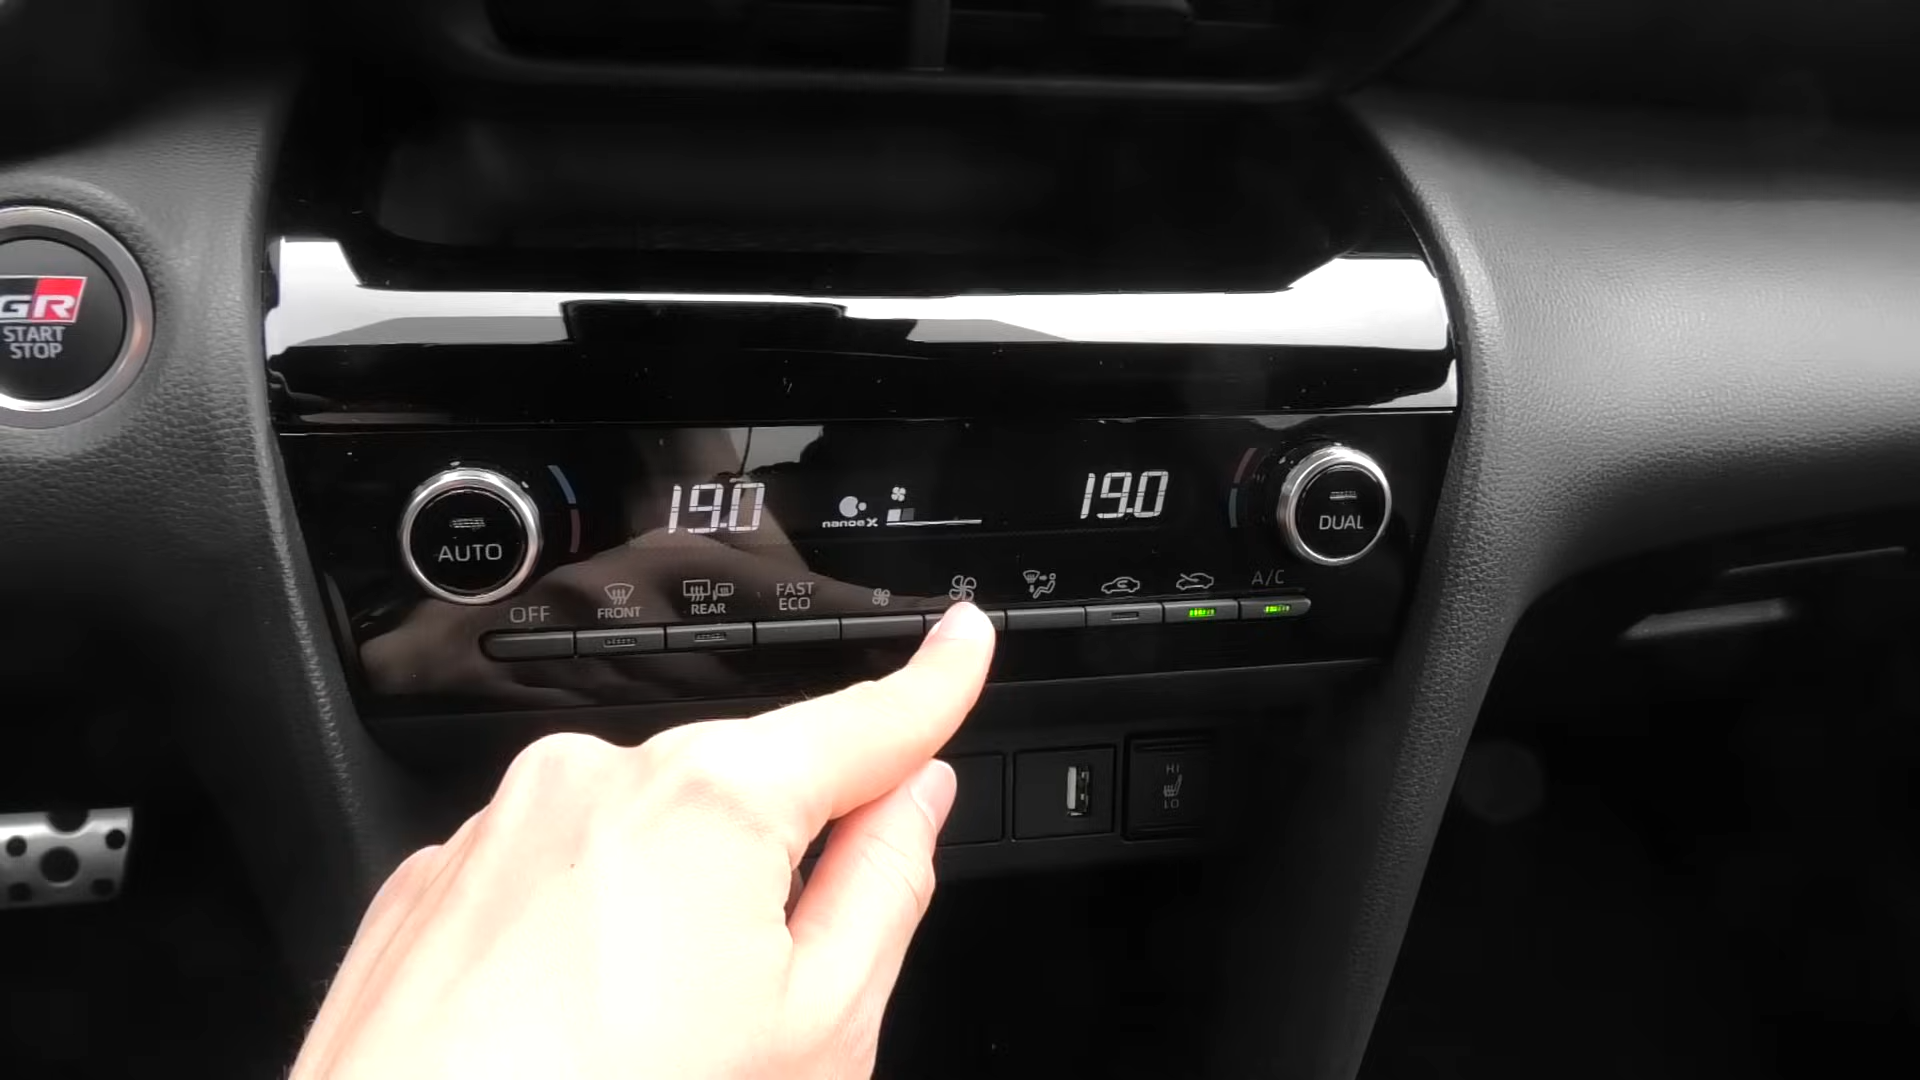 GR
START
STOP
AUTO
19.0
nanoe X
19.0
DUAL
OFF
FRONT
REAR
FAST
ECO
A/C
HI
LO